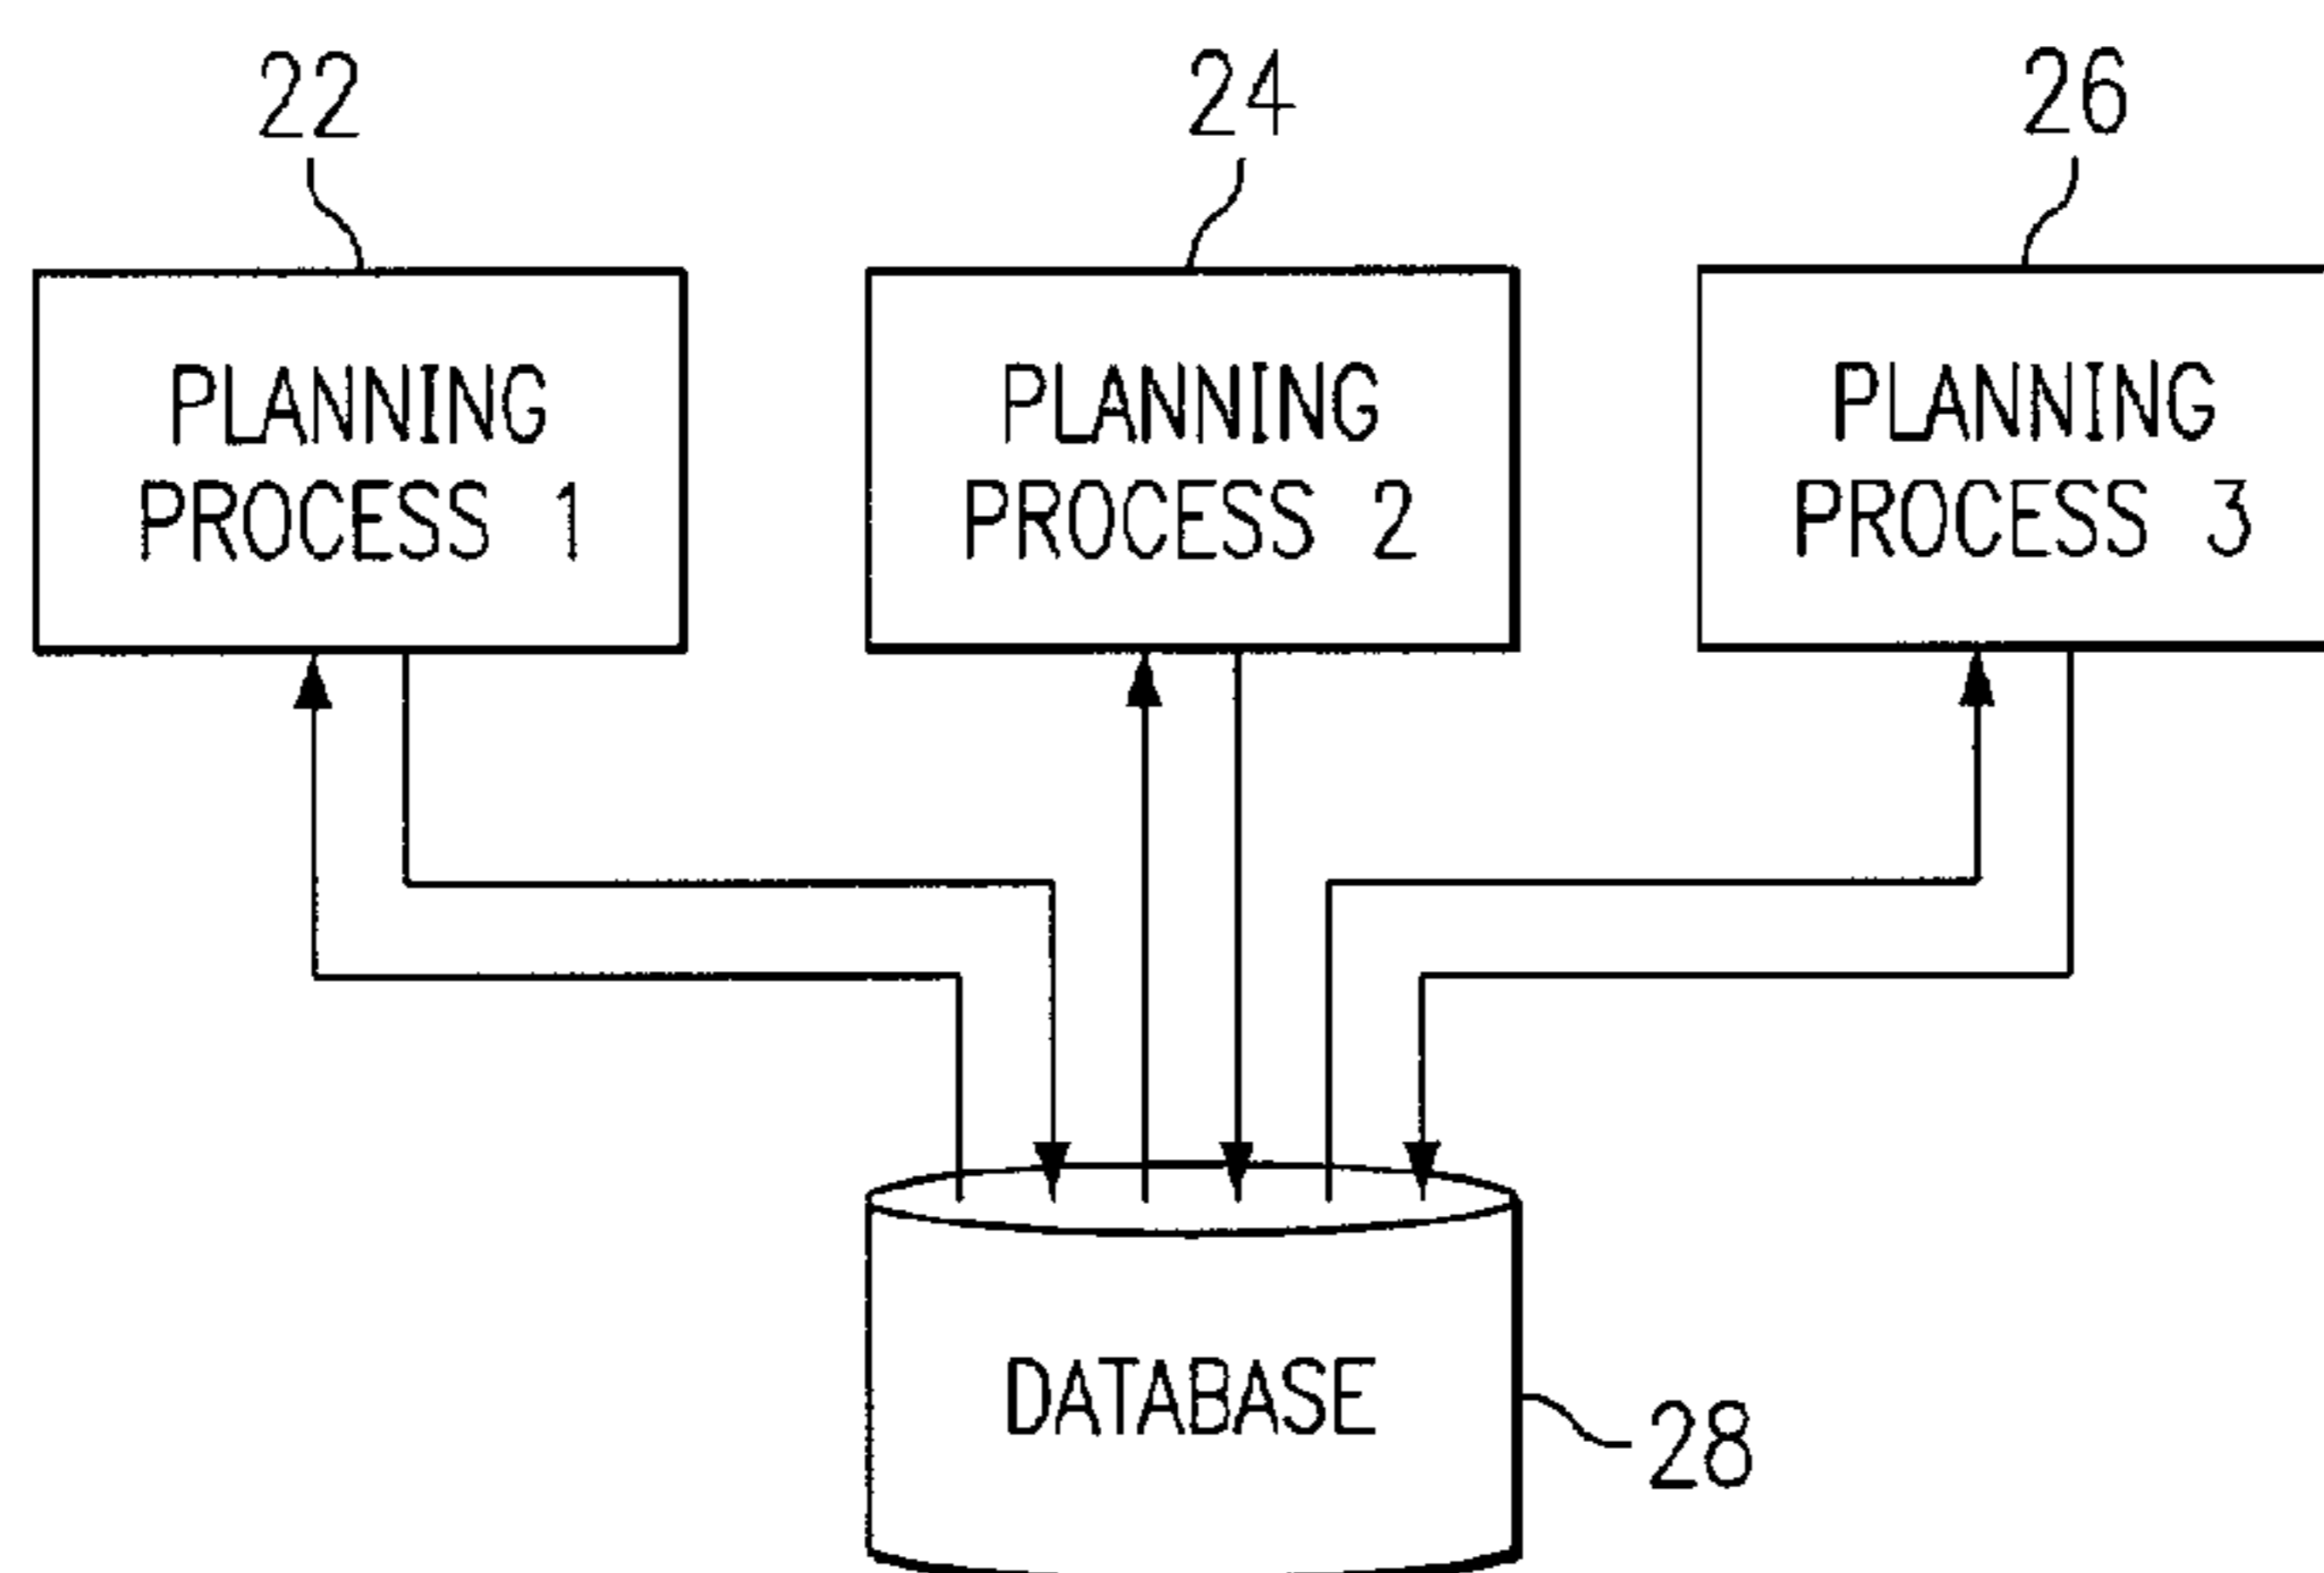 22
24
26
PLANNING
PROCESS 1
PLANNING
PROCESS 2
PLANNING
PROCESS 3
DATABASE
28